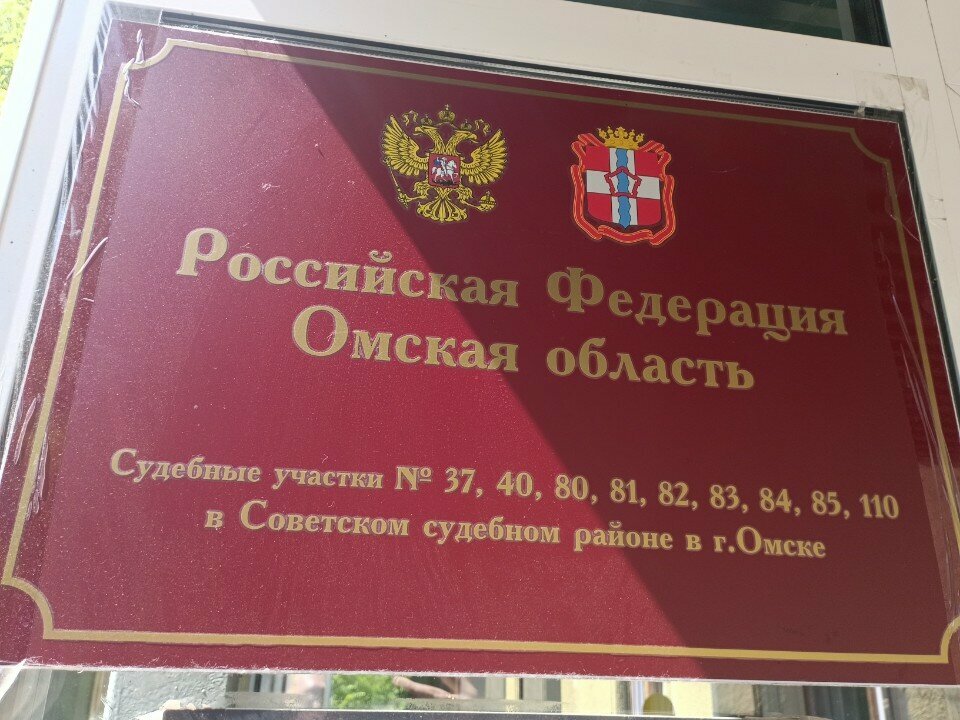 Российская Федерация
Омская область
Судебные участки № 37, 40, 80, 81, 82, 83, 84, 85, 110
в Советском судебном районе в г.Омске